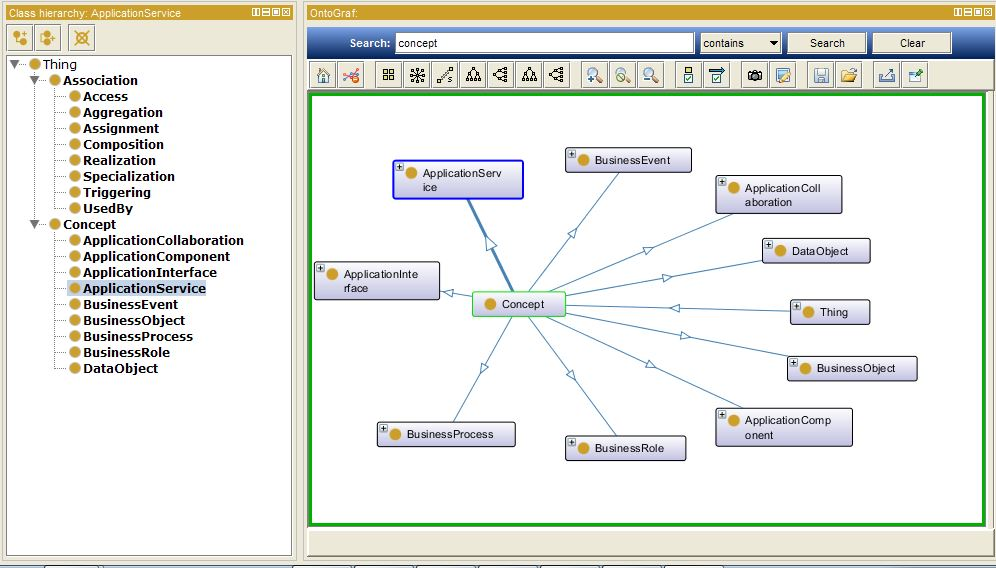 Class hierarchy: ApplicationService
Thing
Association
Access
Aggregation
Assignment
Composition
Realization
Specialization
Triggering
UsedBy
Concept
ApplicationCollaboration
ApplicationComponent
ApplicationInterface
ApplicationService
BusinessEvent
BusinessObject
BusinessProcess
BusinessRole
DataObject
OntoGraf:
Search: concept contains Search Clear
BusinessEvent
ApplicationServ
ice
ApplicationColl
aboration
DataObject
ApplicationInte
rface
Concept
Thing
BusinessObject
ApplicationComp
onent
BusinessProcess
BusinessRole